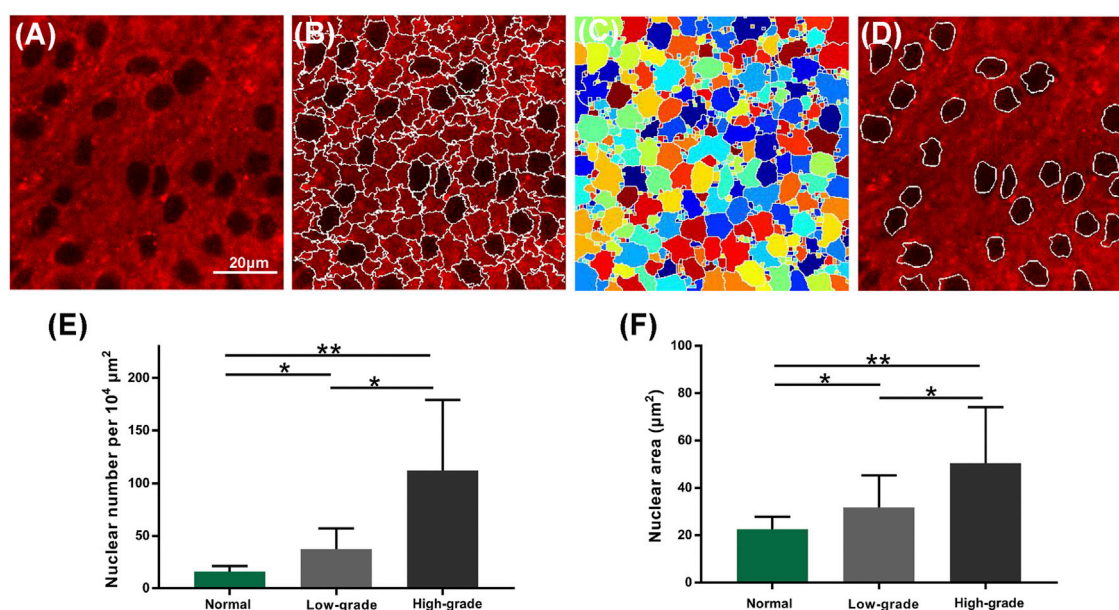 (A)
(B)
(C)
(D)
20μm
(E)
Nuclear number per 10⁴ μm²
200
150
100
50
0
**
*
*
Normal
Low-grade
High-grade
(F)
Nuclear area (μm²)
100
80
60
40
20
0
**
*
*
Normal
Low-grade
High-grade